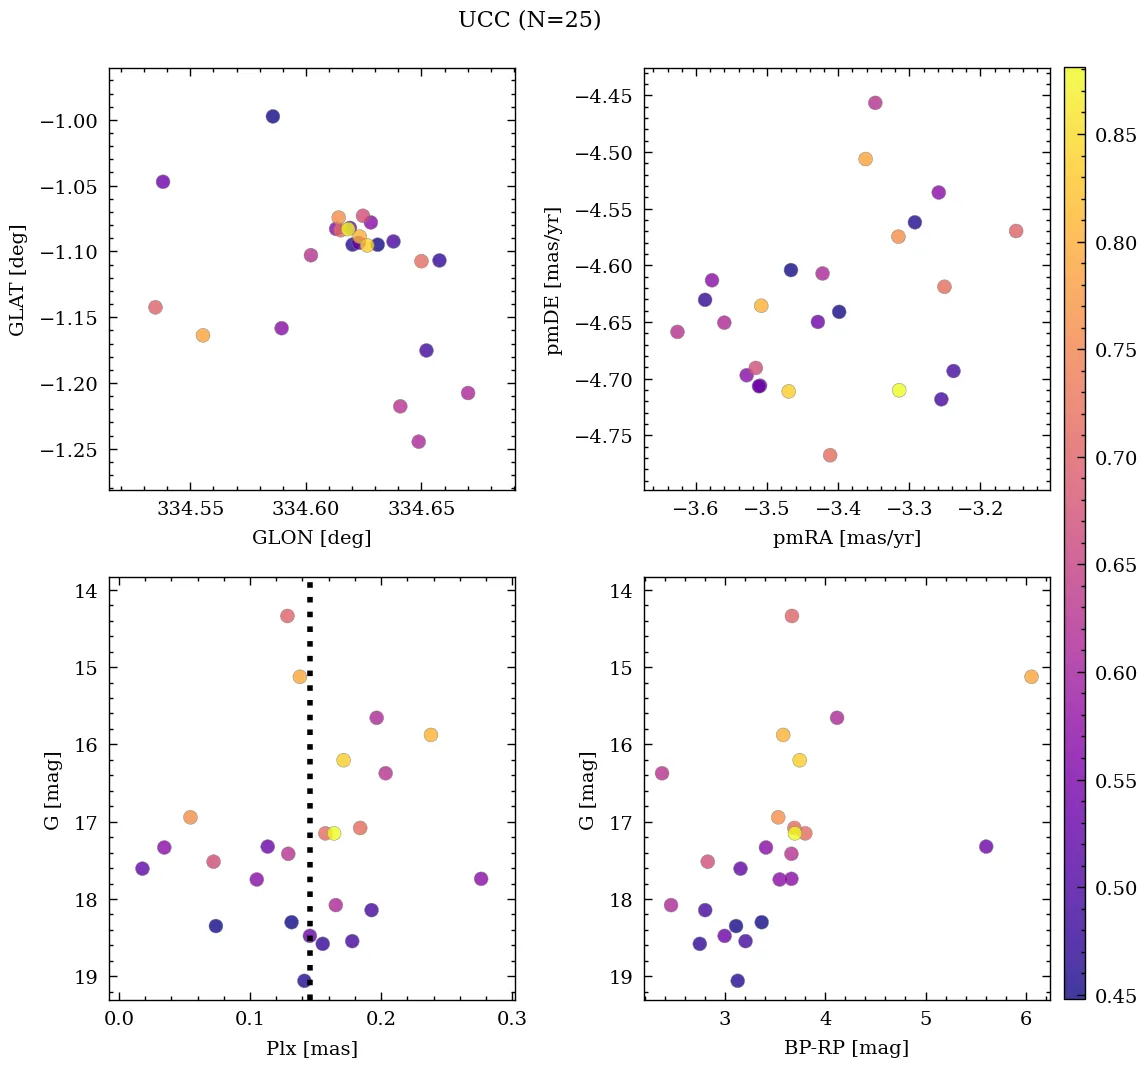 UCC (N=25)
−1.00
−1.05
−1.10
−1.15
−1.20
−1.25
GLAT [deg]
334.55 334.60 334.65
GLON [deg]
−4.45
−4.50
−4.55
−4.60
−4.65
−4.70
−4.75
pmDE [mas/yr]
−3.6 −3.5 −3.4 −3.3 −3.2
pmRA [mas/yr]
14
15
16
17
18
19
G [mag]
0.0 0.1 0.2 0.3
Plx [mas]
14
15
16
17
18
19
G [mag]
3 4 5 6
BP-RP [mag]
0.85
0.80
0.75
0.70
0.65
0.60
0.55
0.50
0.45